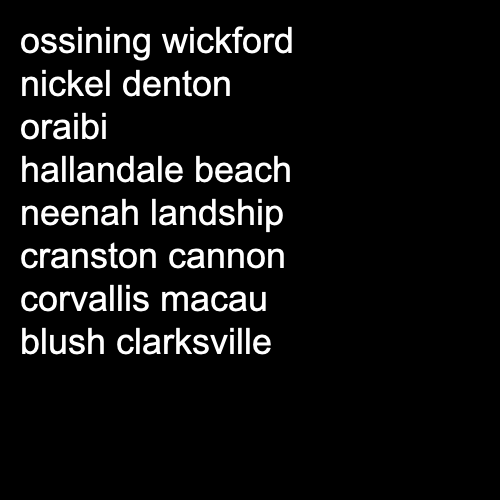 ossining wickford
nickel denton
oraibi
hallandale beach
neenah landship
cranston cannon
corvallis macau
blush clarksville